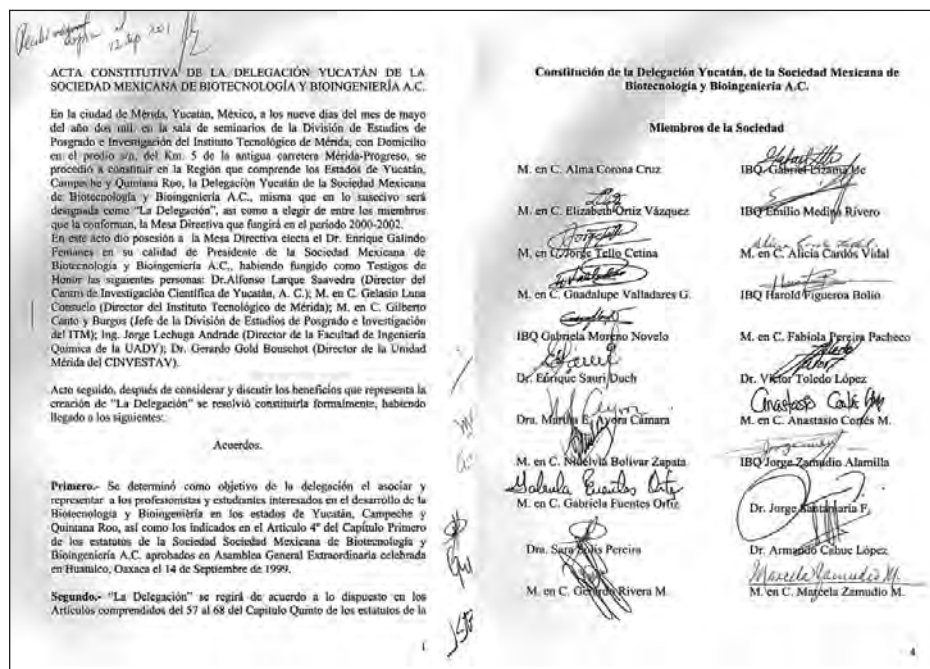 Recibí original
copia el
12 Sep 2001
ACTA CONSTITUTIVA DE LA DELEGACIÓN YUCATÁN DE LA
SOCIEDAD MEXICANA DE BIOTECNOLOGÍA Y BIOINGENIERÍA A.C.
En la ciudad de Mérida, Yucatán, México, a los nueve días del mes de mayo
del año dos mil, en la sala de seminarios de la División de Estudios de
Posgrado e Investigación del Instituto Tecnológico de Mérida; con Domicilio
en el predio s/n, del Km. 5 de la antigua carretera Mérida-Progreso, se
procedió a constituir en la Región que comprende los Estados de Yucatán,
Campeche y Quintana Roo, la Delegación Yucatán de la Sociedad Mexicana
de Biotecnología y Bioingeniería A.C., misma que en lo susecivo será
designada como "La Delegación", así como a elegir de entre los miembros
que la conforman, la Mesa Directiva que fungirá en el período 2000-2002.
En este acto dio posesión a la Mesa Directiva electa el Dr. Enrique Galindo
Fentanes en su calidad de Presidente de la Sociedad Mexicana de
Biotecnología y Bioingeniería A.C., habiendo fungido como Testigos de
Honor las siguientes personas: Dr.Alfonso Larque Saavedra (Director del
Centro de Investigación Científica de Yucatán, A. C.); M. en C. Gelasio Luna
Consuelo (Director del Instituto Tecnológico de Mérida); M. en C. Gilberto
Canto y Burgos (Jefe de la División de Estudios de Posgrado e Investigación
del ITM); Ing. Jorge Lechuga Andrade (Director de la Facultad de Ingeniería
Química de la UADY); Dr. Gerardo Gold Bouschot (Director de la Unidad
Mérida del CINVESTAV).
Acto seguido, después de considerar y discutir los beneficios que representa la
creación de "La Delegación" se resolvió constituirla formalmente, habiendo
llegado a los siguientes:
Acuerdos.
Primero.- Se determinó como objetivo de la delegación el asociar y
representar a los profesionistas y estudiantes interesados en el desarrollo de la
Biotecnología y Bioingeniería en los estados de Yucatán, Campeche y
Quintana Roo, así como los indicados en el Artículo 4º del Capítulo Primero
de los estatutos de la Sociedad Sociedad Mexicana de Biotecnología y
Bioingeniería A.C. aprobados en Asamblea General Extraordinaria celebrada
en Huatulco, Oaxaca el 14 de Septiembre de 1999.
Segundo.- "La Delegación" se regirá de acuerdo a lo dispuesto en los
Artículos comprendidos del 57 al 68 del Capítulo Quinto de los estatutos de la
1
Constitución de la Delegación Yucatán, de la Sociedad Mexicana de
Biotecnología y Bioingeniería A.C.
Miembros de la Sociedad
M. en C. Alma Corona Cruz
IBQ. Gabriel Lizama Uc
M. en C. Elizabeth Ortiz Vázquez
IBQ Emilio Medina Rivero
M. en C. Jorge Tello Cetina
M. en C. Alicia Cardós Vidal
M. en C. Guadalupe Valladares G.
IBQ Harold Figueroa Bolio
IBQ Gabriela Moreno Novelo
M. en C. Fabiola Pereira Pacheco
Dr. Enrique Sauri Duch
Dr. Víctor Toledo López
Dra. Martha E. Ayora Cámara
Anastasio Cortés M
M. en C. Anastasio Cortés M.
M. en C. Nidelvia Bolívar Zapata
IBQ Jorge Zamudio Alamilla
Gabriela Fuentes Ortiz
M. en C. Gabriela Fuentes Ortiz
Dr. Jorge Santamaría F.
Dra. Sara Solís Pereira
Dr. Armando Cahuc López
Marcela Zamudio M.
M. en C. Gerardo Rivera M.
M. en C. Marcela Zamudio M.
4